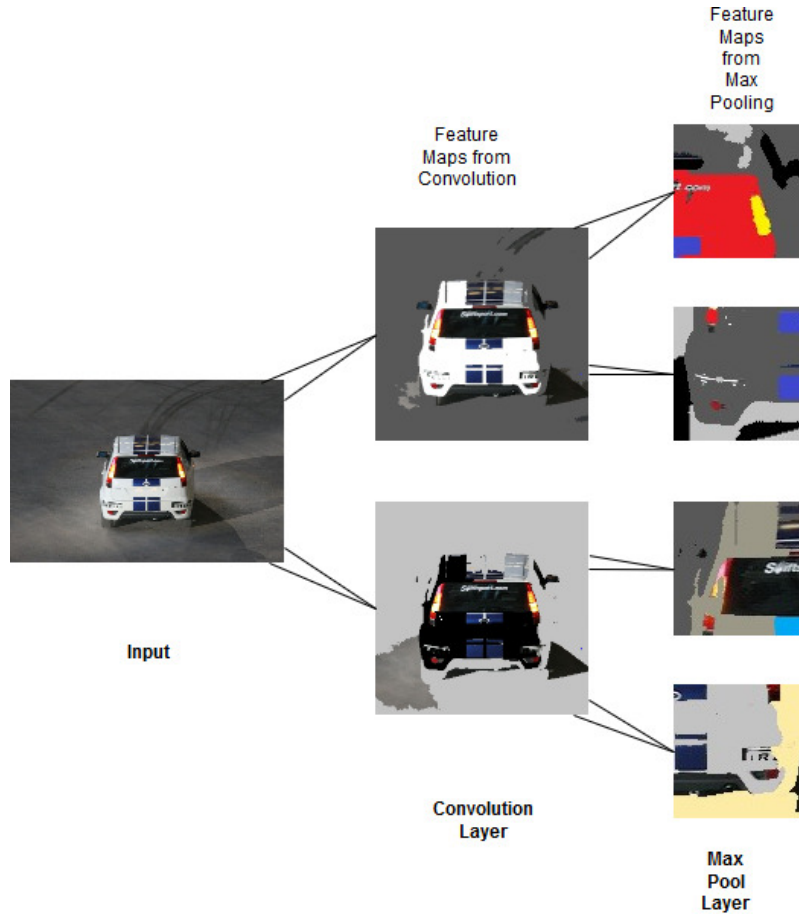 Feature
Maps
from
Max
Pooling
Feature
Maps from
Convolution
Input
Convolution
Layer
Max
Pool
Layer